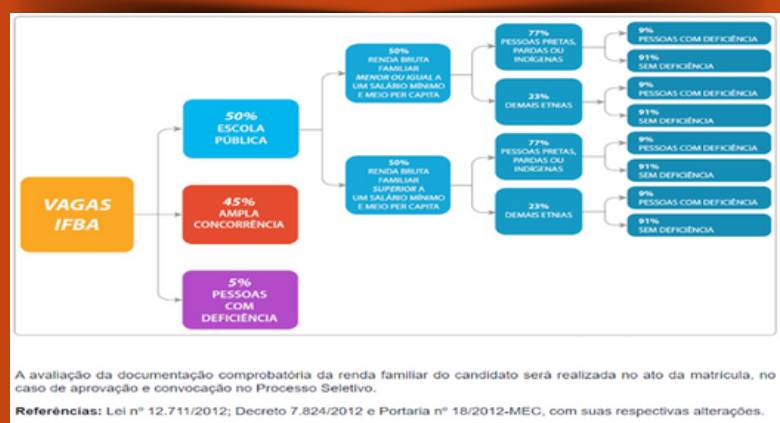 VAGAS
IFBA
50%
ESCOLA
PÚBLICA
45%
AMPLA
CONCORRÊNCIA
5%
PESSOAS
COM
DEFICIÊNCIA
50%
RENDA BRUTA
FAMILIAR
MENOR OU IGUAL A
UM SALÁRIO MÍNIMO
E MEIO PER CAPITA
50%
RENDA BRUTA
FAMILIAR
SUPERIOR A
UM SALÁRIO MÍNIMO
E MEIO PER CAPITA
77%
PESSOAS PRETAS,
PARDAS OU
INDÍGENAS
23%
DEMAIS ETNIAS
77%
PESSOAS PRETAS,
PARDAS OU
INDÍGENAS
23%
DEMAIS ETNIAS
9%
PESSOAS COM DEFICIÊNCIA
91%
SEM DEFICIÊNCIA
9%
PESSOAS COM DEFICIÊNCIA
91%
SEM DEFICIÊNCIA
9%
PESSOAS COM DEFICIÊNCIA
91%
SEM DEFICIÊNCIA
9%
PESSOAS COM DEFICIÊNCIA
91%
SEM DEFICIÊNCIA
A avaliação da documentação comprobatória da renda familiar do candidato será realizada no ato da matrícula, no
caso de aprovação e convocação no Processo Seletivo.
Referências: Lei nº 12.711/2012; Decreto 7.824/2012 e Portaria nº 18/2012-MEC, com suas respectivas alterações.